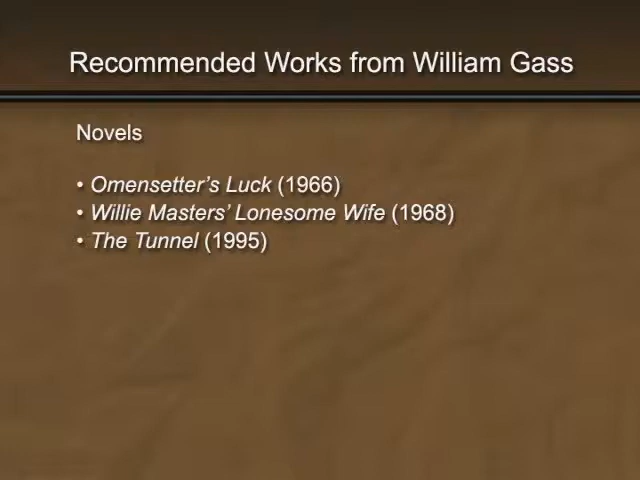 Recommended Works from William Gass
Novels
• Omensetter’s Luck (1966)
• Willie Masters’ Lonesome Wife (1968)
• The Tunnel (1995)